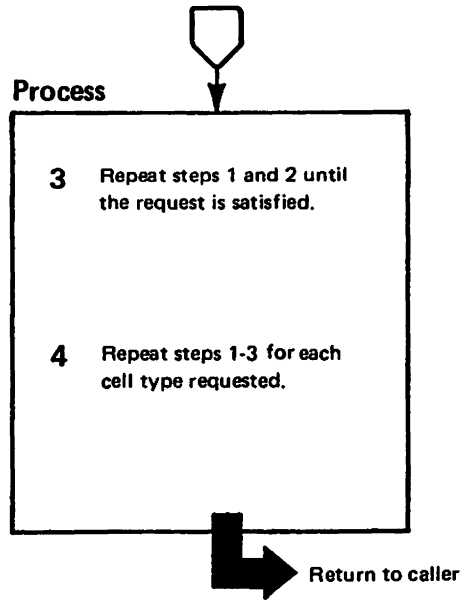 Process
3 Repeat steps 1 and 2 until
the request is satisfied.
4 Repeat steps 1-3 for each
cell type requested.
Return to caller